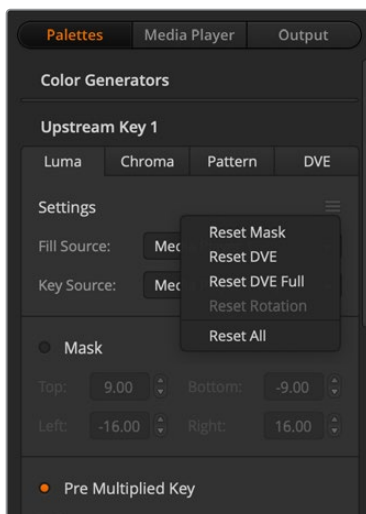 Palettes Media Player Output
Color Generators
Upstream Key 1
Luma Chroma Pattern DVE
Settings
Reset Mask
Fill Source: Med
Reset DVE
Reset DVE Full
Key Source: Med
Reset Rotation
Reset All
Mask
Top: 9.00 Bottom: -9.00
Left: -16.00 Right: 16.00
Pre Multiplied Key